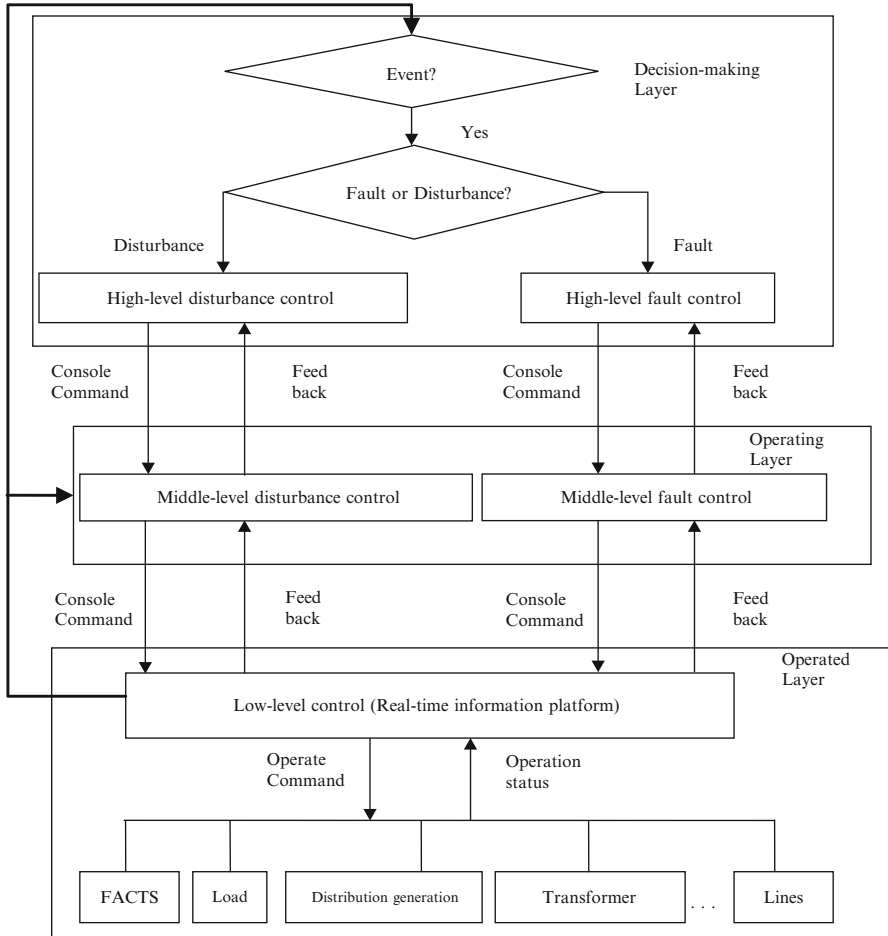 Event?
Decision-making
Layer
Yes
Fault or Disturbance?
Disturbance
Fault
High-level disturbance control
High-level fault control
Console
Command
Feed
back
Console
Command
Feed
back
Operating
Layer
Middle-level disturbance control
Middle-level fault control
Console
Command
Feed
back
Console
Command
Feed
back
Operated
Layer
Low-level control (Real-time information platform)
Operate
Command
Operation
status
FACTS
Load
Distribution generation
Transformer
. . .
Lines